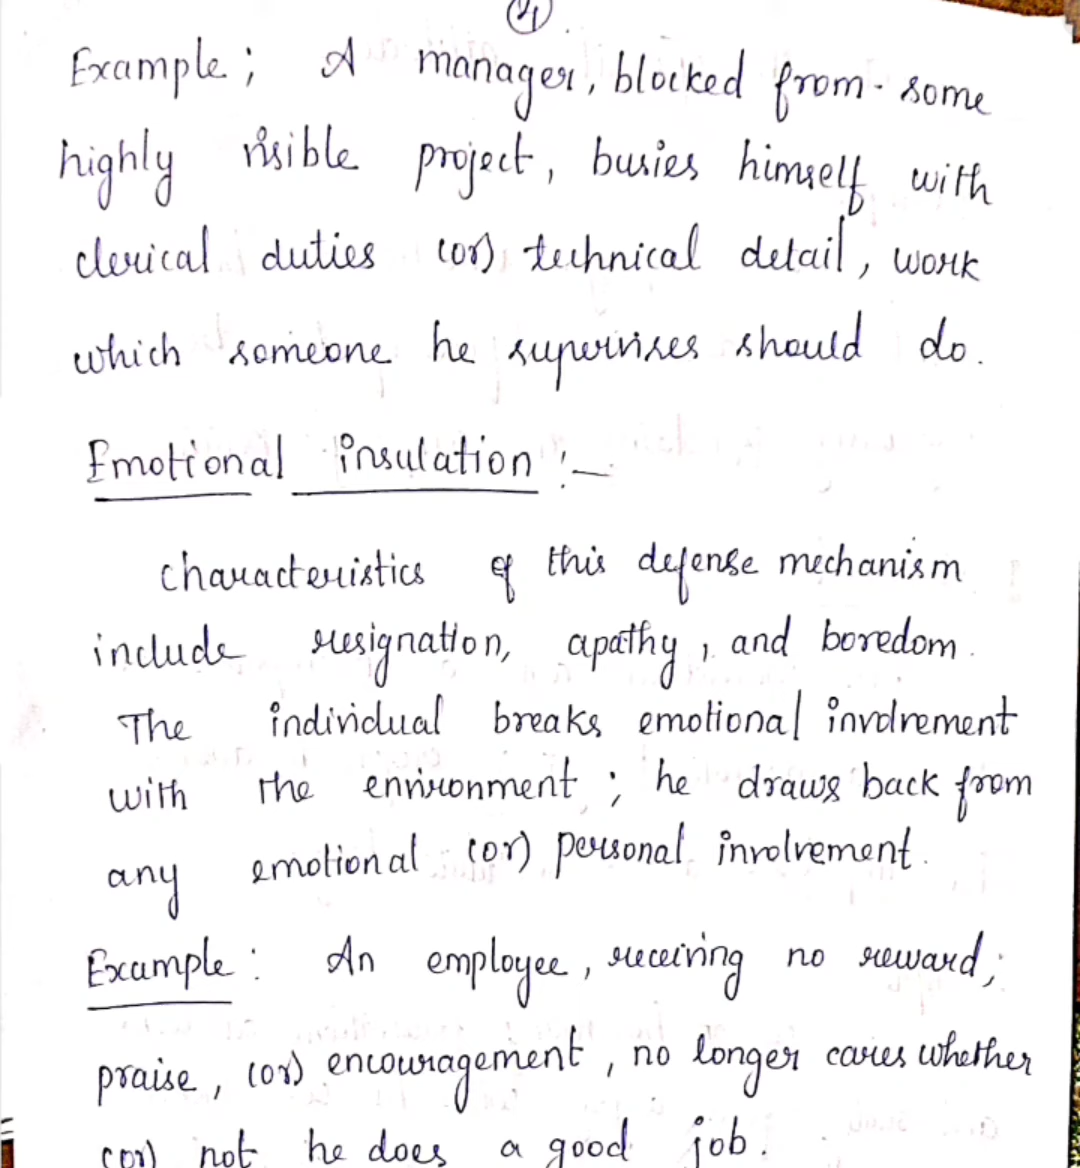 Example ; A manager, blocked from some
highly visible project, busies himself with
clerical duties (or) technical detail, work
which someone he supervises should do.
Emotional insulation :-
characteristics of this defense mechanism
include resignation, apathy, and boredom.
The individual breaks emotional involvement
with the environment ; he draws back from
any emotional (or) personal involvement.
Example : An employee, receiving no reward,
praise, (or) encouragement, no longer cares whether
(or) not he does a good job.